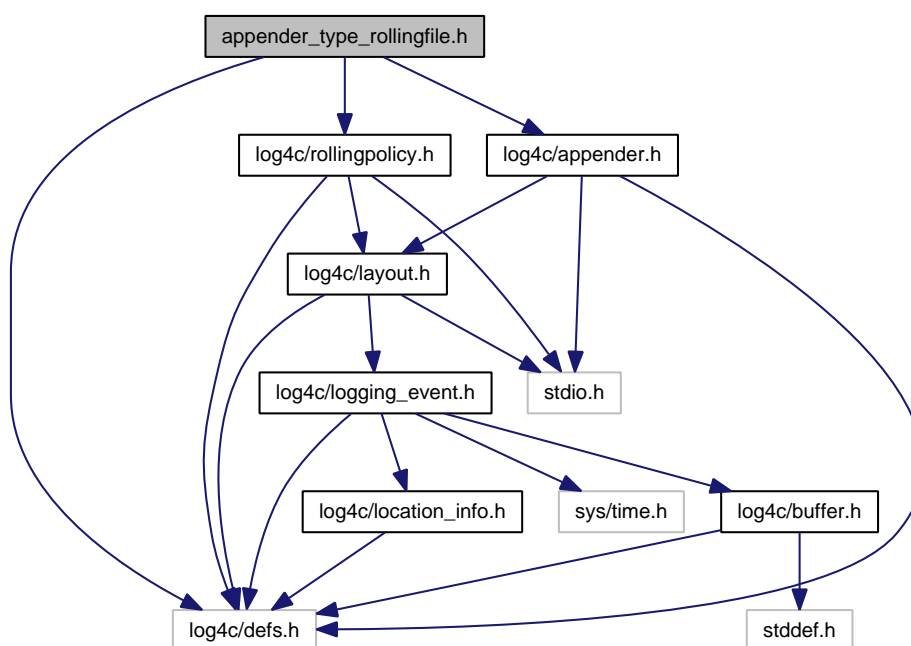 appender_type_rollingfile.h
log4c/rollingpolicy.h
log4c/appender.h
log4c/layout.h
log4c/logging_event.h
stdio.h
log4c/location_info.h
sys/time.h
log4c/buffer.h
log4c/defs.h
stddef.h